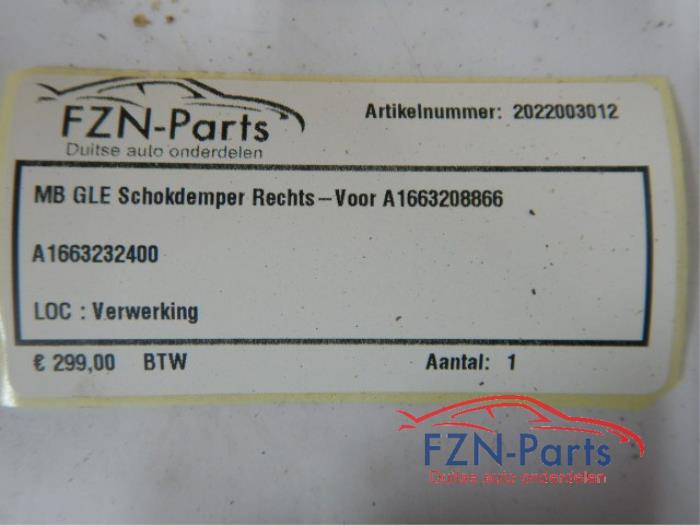 FZN-Parts
Duitse auto onderdelen
Artikelnummer: 2022003012
MB GLE Schokdemper Rechts-Voor A1663208866
A1663232400
LOC : Verwerking
€ 299,00 BTW
Aantal: 1
FZN-Parts
Duitse auto onderdelen